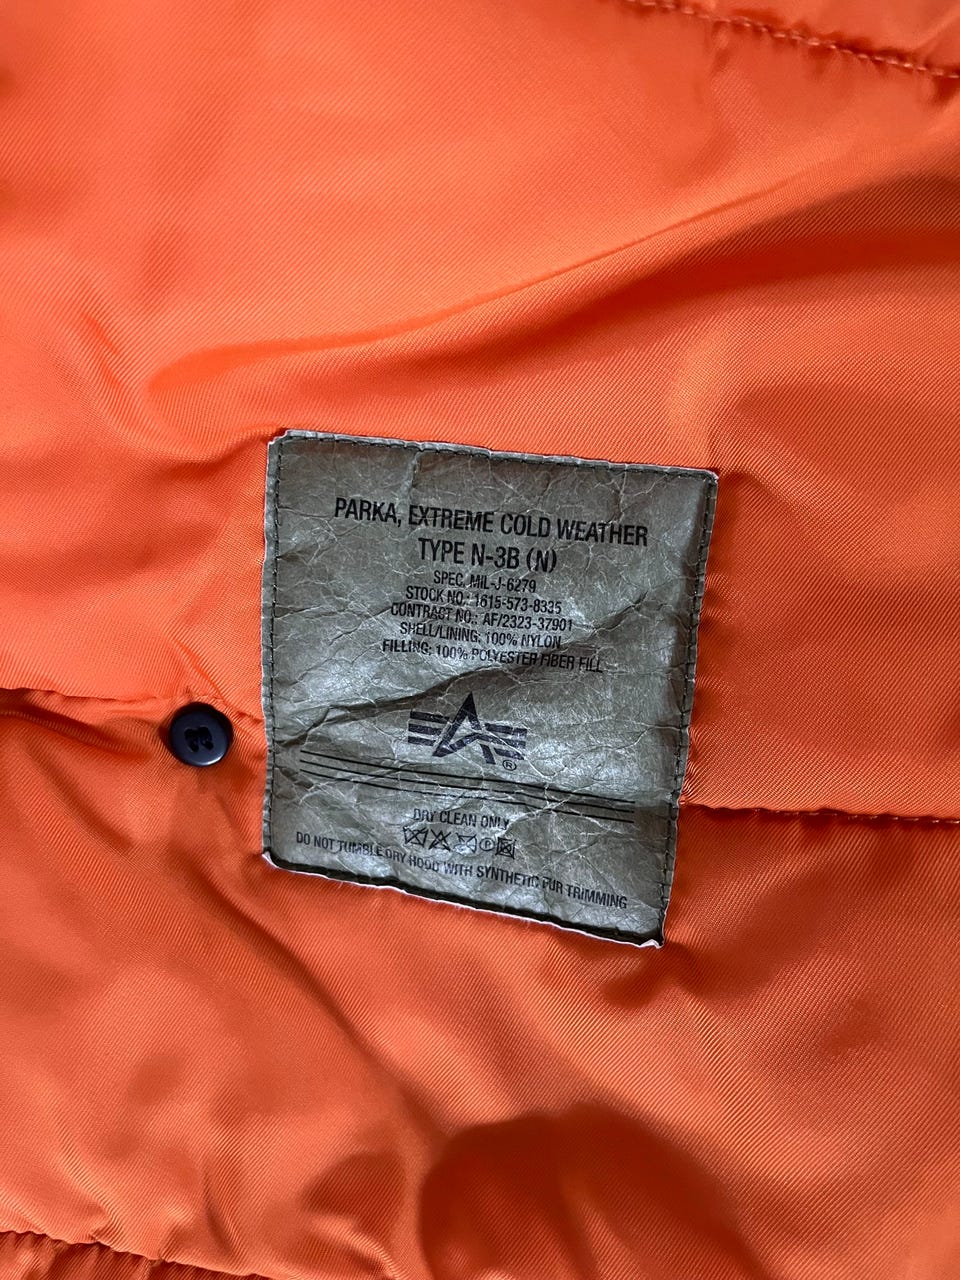 PARKA, EXTREME COLD WEATHER
TYPE N-3B (N)
SPEC. MIL-J-6279
STOCK NO.: 1615-573-8335
CONTRACT NO.: AF/2323-37901
SHELL/LINING: 100% NYLON
FILLING: 100% POLYESTER FIBER FILL
®
DRY CLEAN ONLY
P
DO NOT TUMBLE DRY HOOD WITH SYNTHETIC FUR TRIMMING